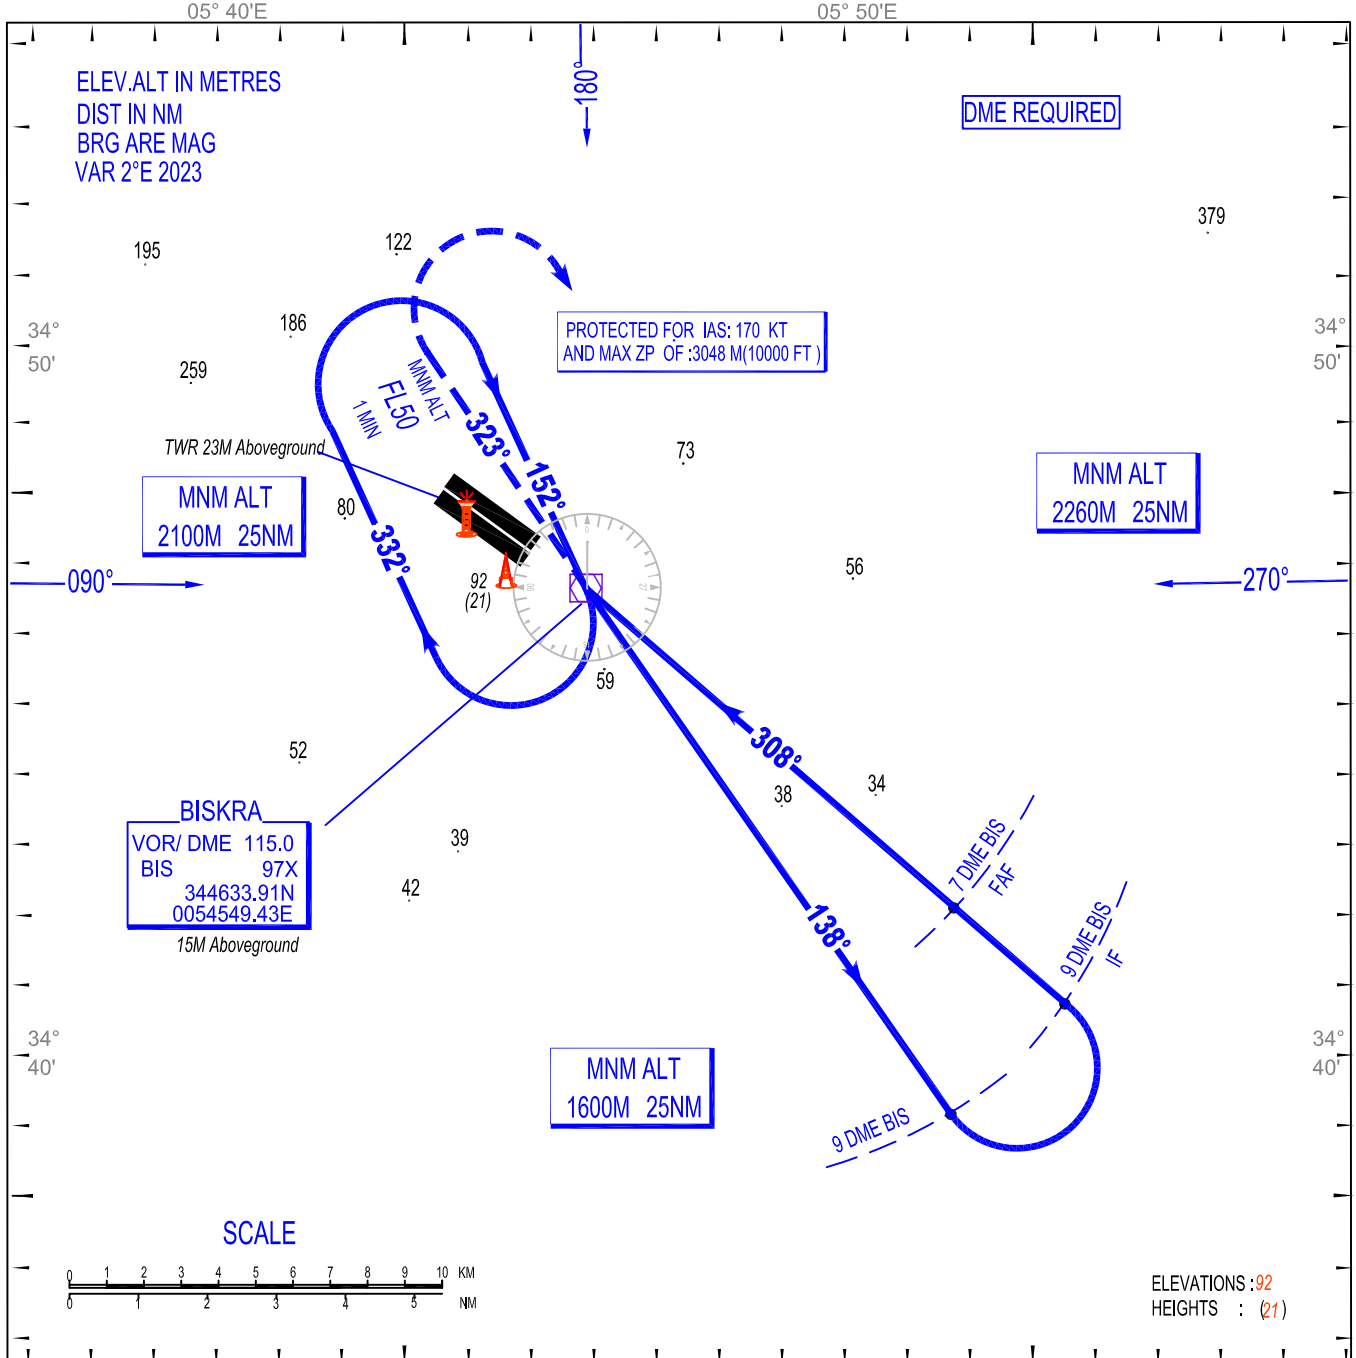 05° 40'E
05° 50'E
ELEV.ALT IN METRES
DIST IN NM
BRG ARE MAG
VAR 2°E 2023
180°
DME REQUIRED
379
195
122
186
259
34°
50'
34°
50'
PROTECTED FOR IAS: 170 KT
AND MAX ZP OF :3048 M(10000 FT )
MNM ALT
FL50
1 MIN
323°
152°
332°
TWR 23M Aboveground
73
80
MNM ALT
2100M 25NM
MNM ALT
2260M 25NM
56
090°
270°
92
(21)
0
27
59
52
308°
38
34
BISKRA
VOR/ DME 115.0
BIS 97X
344633.91N
0054549.43E
15M Aboveground
39
42
138°
7 DME BIS
FAF
9 DME BIS
IF
9 DME BIS
34°
40'
34°
40'
MNM ALT
1600M 25NM
SCALE
0 1 2 3 4 5 6 7 8 9 10 KM
0 1 2 3 4 5 NM
ELEVATIONS : 92
HEIGHTS : (21)